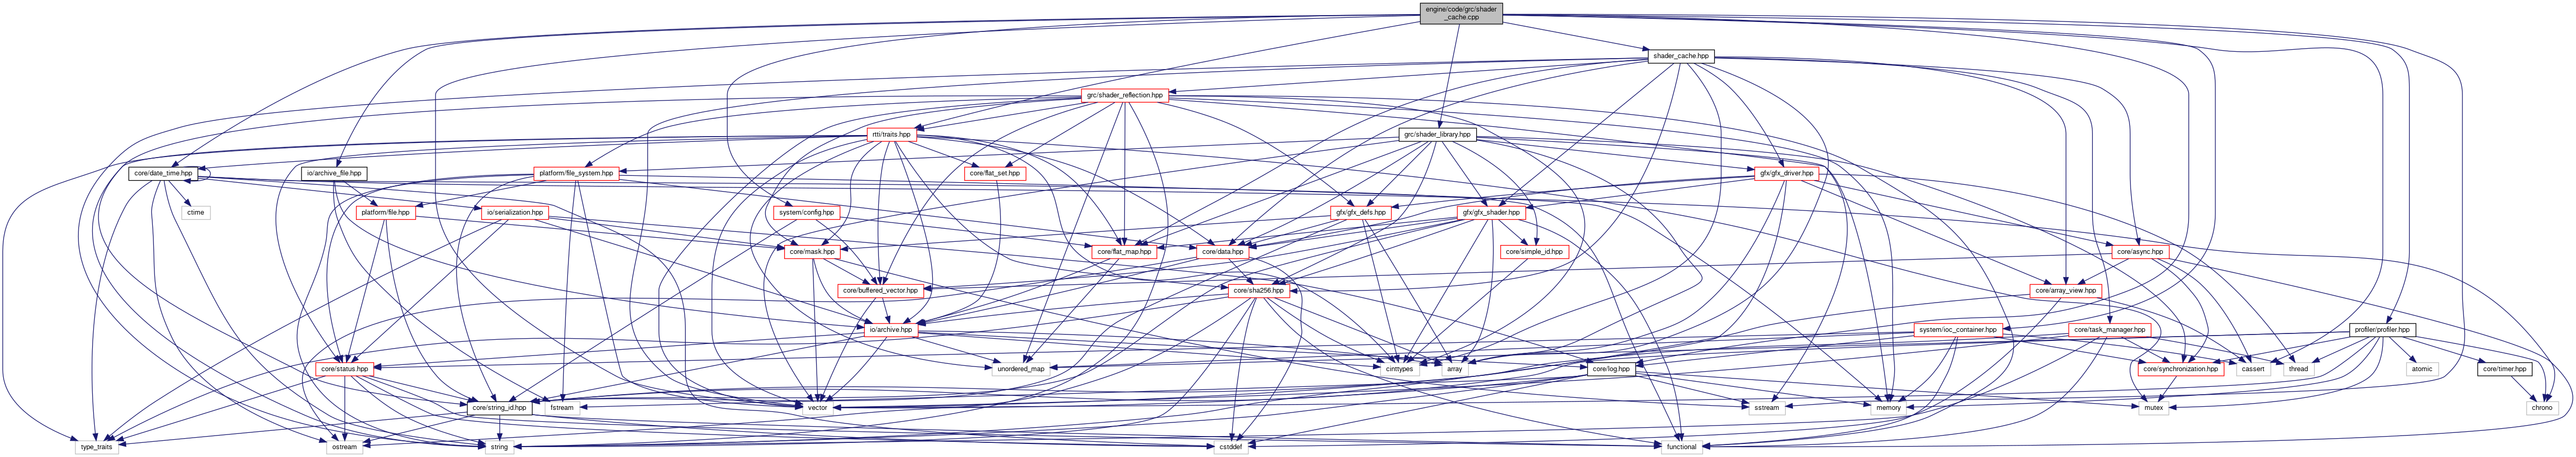 engine/code/grc/shader
_cache.cpp
shader_cache.hpp
grc/shader_reflection.hpp
rtti/traits.hpp
grc/shader_library.hpp
core/date_time.hpp
io/archive_file.hpp
platform/file_system.hpp
core/flat_set.hpp
gfx/gfx_driver.hpp
ctime
platform/file.hpp
io/serialization.hpp
system/config.hpp
gfx/gfx_defs.hpp
gfx/gfx_shader.hpp
core/mask.hpp
core/flat_map.hpp
core/data.hpp
core/simple_id.hpp
core/async.hpp
core/buffered_vector.hpp
core/sha256.hpp
core/array_view.hpp
io/archive.hpp
system/ioc_container.hpp
core/task_manager.hpp
profiler/profiler.hpp
core/status.hpp
unordered_map
cinttypes
array
core/log.hpp
core/synchronization.hpp
cassert
thread
atomic
core/timer.hpp
core/string_id.hpp
fstream
vector
sstream
memory
mutex
chrono
type_traits
ostream
string
cstddef
functional